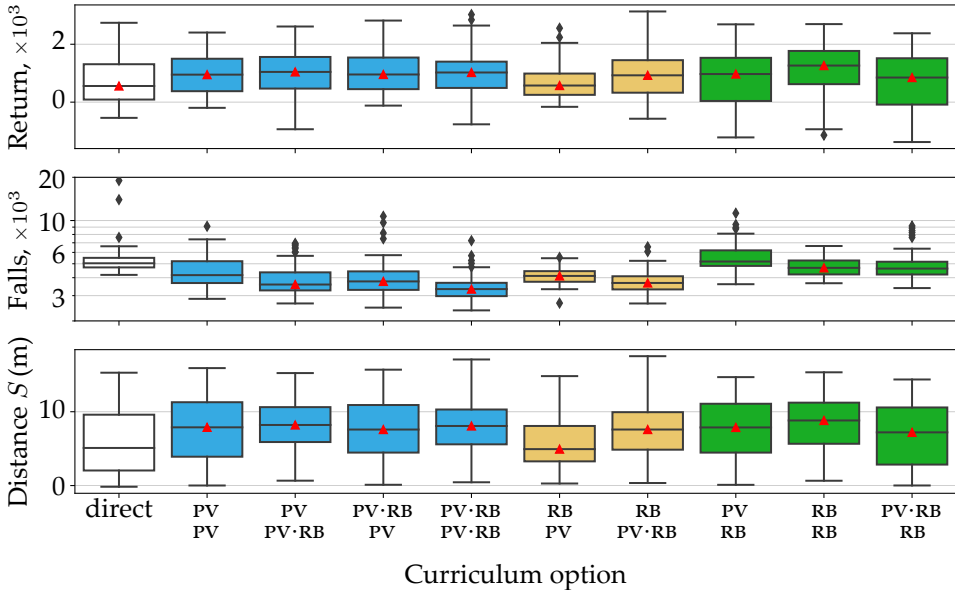 Return, ×10³
2
0
Falls, ×10³
20
10
6
3
Distance S (m)
10
0
direct PV PV PV·RB PV·RB RB RB PV RB PV·RB
PV PV·RB PV PV·RB PV PV·RB RB RB RB
Curriculum option